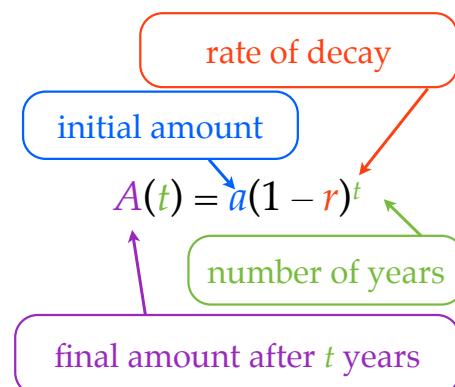 rate of decay
initial amount
A(t) = a(1 – r)^t
number of years
final amount after t years